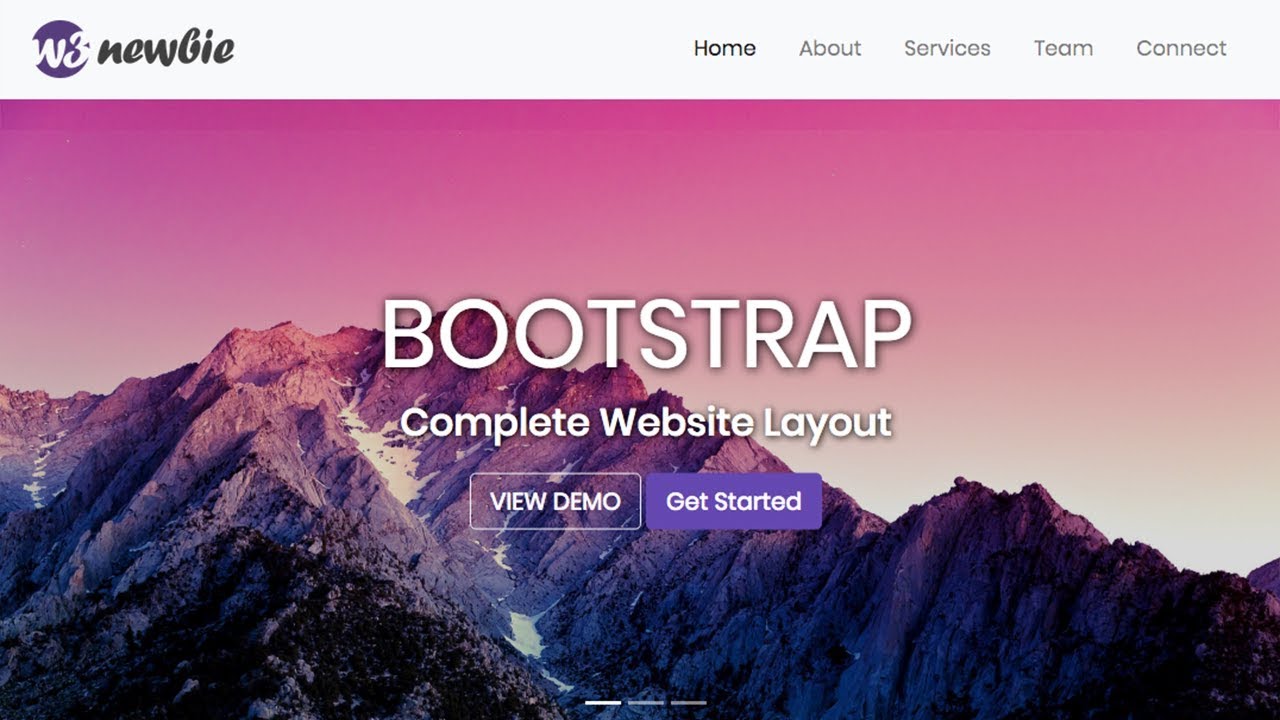 w3 newbie
Home About Services Team Connect
BOOTSTRAP
Complete Website Layout
VIEW DEMO Get Started